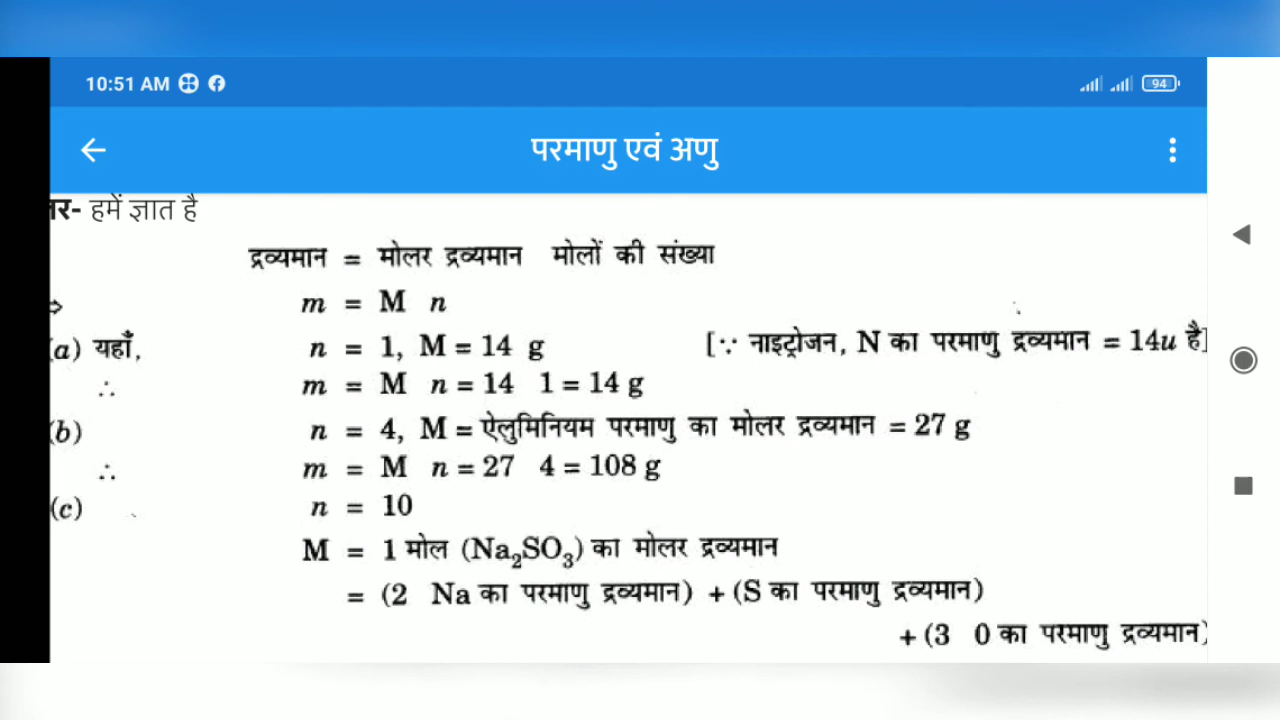 10:51 AM
94
परमाणु एवं अणु
तर- हमें ज्ञात है
द्रव्यमान = मोलर द्रव्यमान मोलों की संख्या
⇒ m = M n
(a) यहाँ, n = 1, M = 14 g [∵ नाइट्रोजन, N का परमाणु द्रव्यमान = 14u है]
∴ m = M n = 14 1 = 14 g
(b) n = 4, M = ऐलुमिनियम परमाणु का मोलर द्रव्यमान = 27 g
∴ m = M n = 27 4 = 108 g
(c) n = 10
M = 1 मोल (Na₂SO₃) का मोलर द्रव्यमान
= (2 Na का परमाणु द्रव्यमान) + (S का परमाणु द्रव्यमान)
+ (3 0 का परमाणु द्रव्यमान)